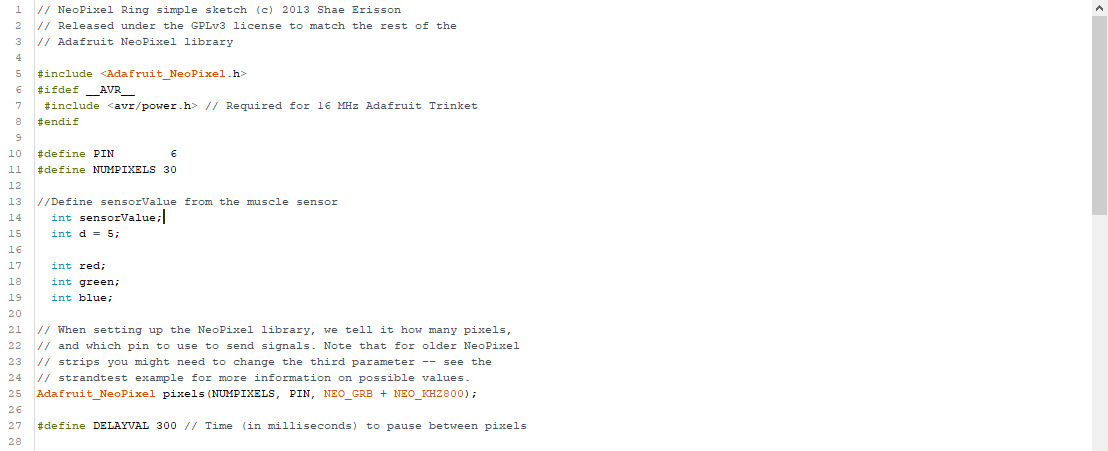 1 // NeoPixel Ring simple sketch (c) 2013 Shae Erisson
2 // Released under the GPLv3 license to match the rest of the
3 // Adafruit NeoPixel library
4
5 #include <Adafruit_NeoPixel.h>
6 #ifdef __AVR__
7  #include <avr/power.h> // Required for 16 MHz Adafruit Trinket
8 #endif
9
10 #define PIN        6
11 #define NUMPIXELS 30
12
13 //Define sensorValue from the muscle sensor
14   int sensorValue;
15   int d = 5;
16
17   int red;
18   int green;
19   int blue;
20
21 // When setting up the NeoPixel library, we tell it how many pixels,
22 // and which pin to use to send signals. Note that for older NeoPixel
23 // strips you might need to change the third parameter -- see the
24 // strandtest example for more information on possible values.
25 Adafruit_NeoPixel pixels(NUMPIXELS, PIN, NEO_GRB + NEO_KHZ800);
26
27 #define DELAYVAL 300 // Time (in milliseconds) to pause between pixels
28